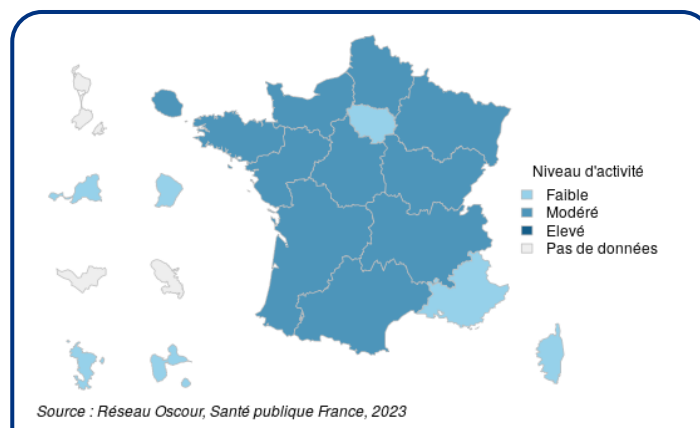 Niveau d'activité
Faible
Modéré
Elevé
Pas de données
Source : Réseau Oscour, Santé publique France, 2023